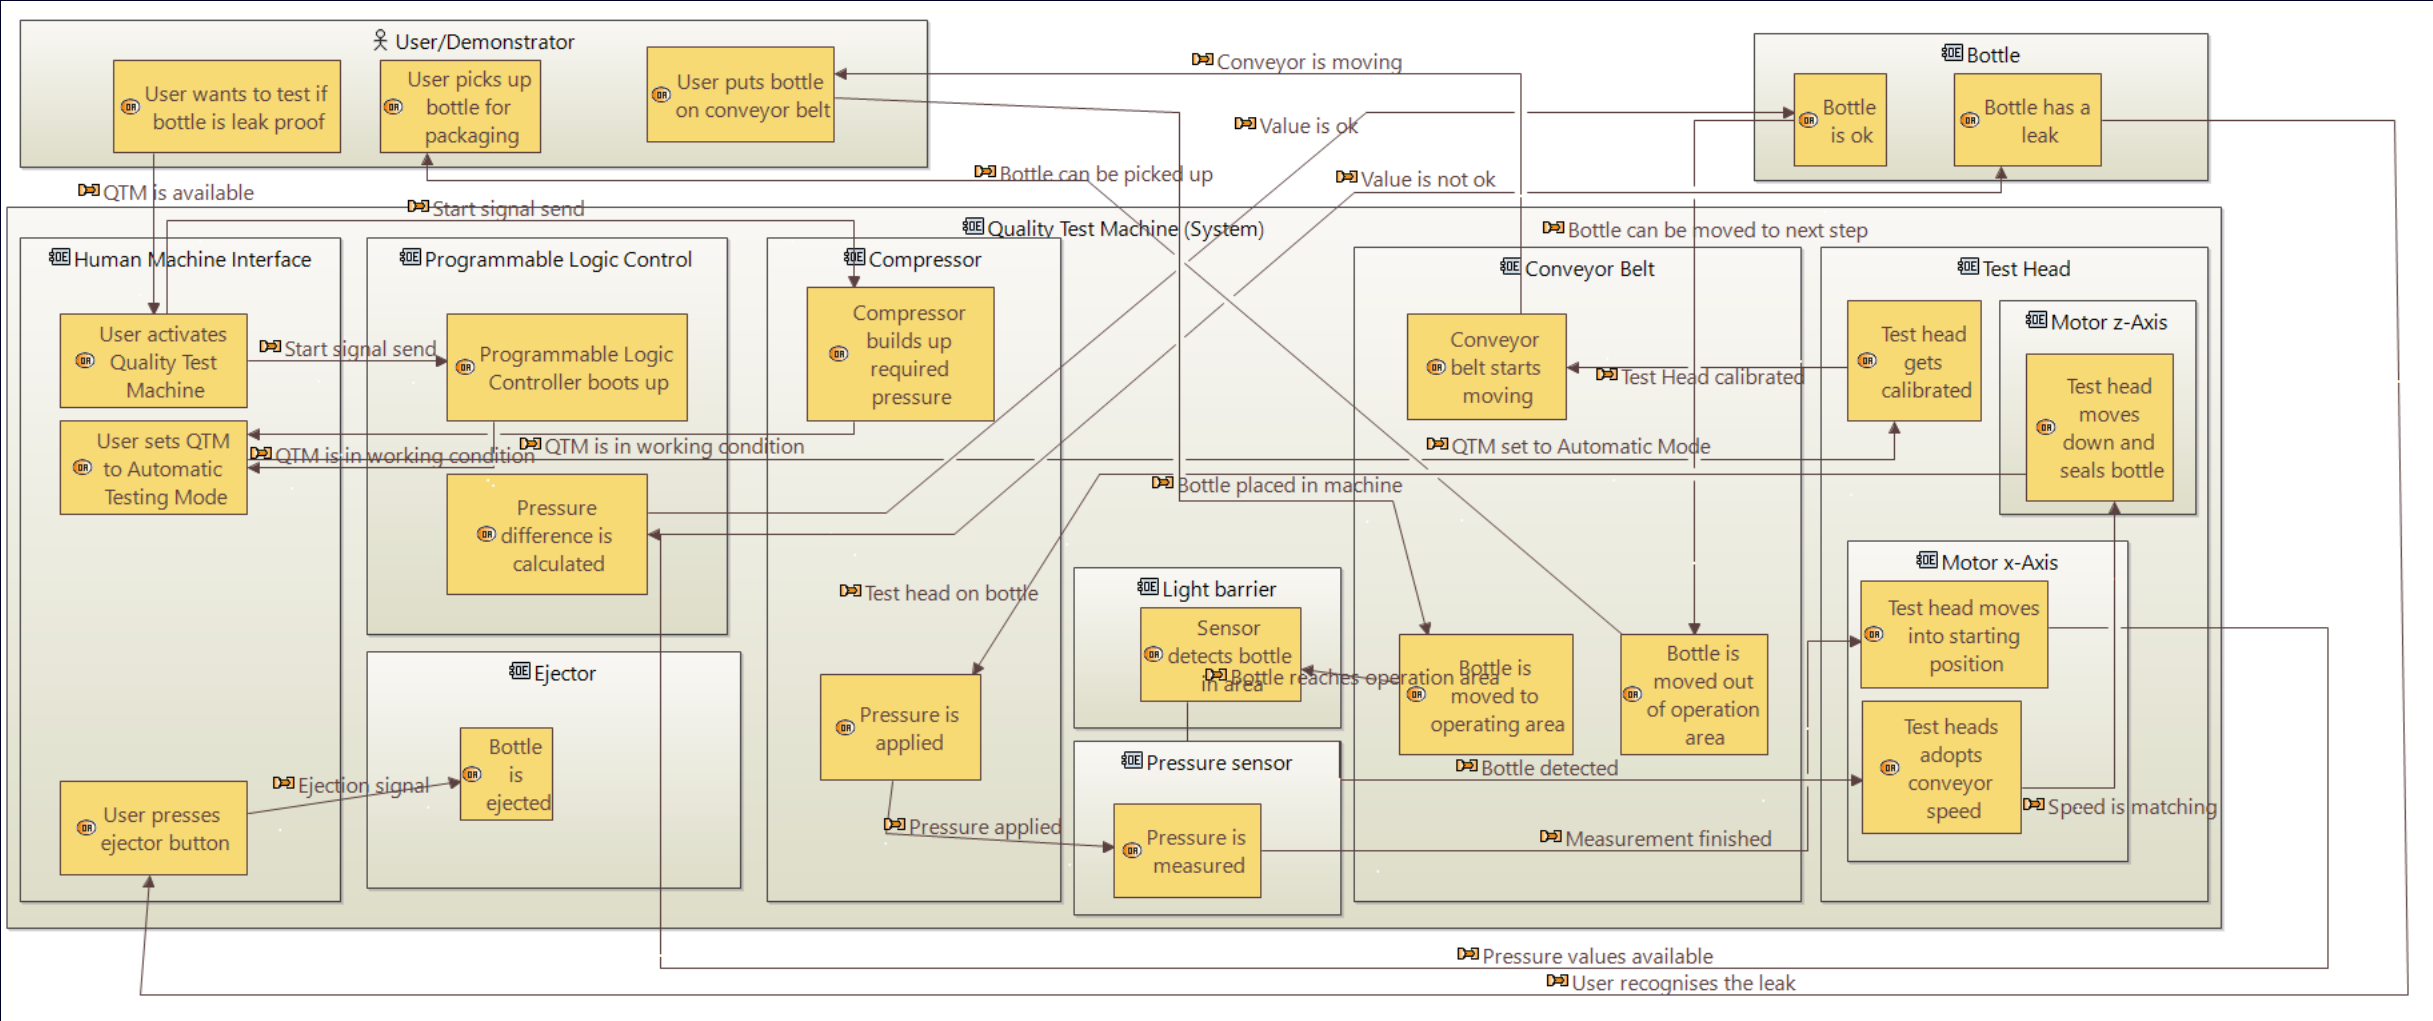 User/Demonstrator
User wants to test if
bottle is leak proof
User picks up
bottle for
packaging
User puts bottle
on conveyor belt
Conveyor is moving
Value is ok
Bottle can be picked up
Value is not ok
Bottle
Bottle
is ok
Bottle has a
leak
QTM is available
Start signal send
Quality Test Machine (System)
Bottle can be moved to next step
Human Machine Interface
User activates
Quality Test
Machine
Start signal send
User sets QTM
to Automatic
Testing Mode
QTM is in working condition
User presses
ejector button
Ejection signal
Programmable Logic Control
Programmable Logic
Controller boots up
QTM is in working condition
Pressure
difference is
calculated
Ejector
Bottle
is
ejected
Compressor
Compressor
builds up
required
pressure
Test head on bottle
Pressure is
applied
Pressure applied
Bottle placed in machine
Light barrier
Sensor
detects bottle
in area
Bottle reaches operation area
Pressure sensor
Pressure is
measured
Conveyor Belt
Conveyor
belt starts
moving
Test Head calibrated
QTM set to Automatic Mode
Bottle is
moved to
operating area
Bottle is
moved out
of operation
area
Bottle detected
Measurement finished
Test Head
Test head
gets
calibrated
Motor z-Axis
Test head
moves
down and
seals bottle
Motor x-Axis
Test head moves
into starting
position
Test heads
adopts
conveyor
speed
Speed is matching
Pressure values available
User recognises the leak